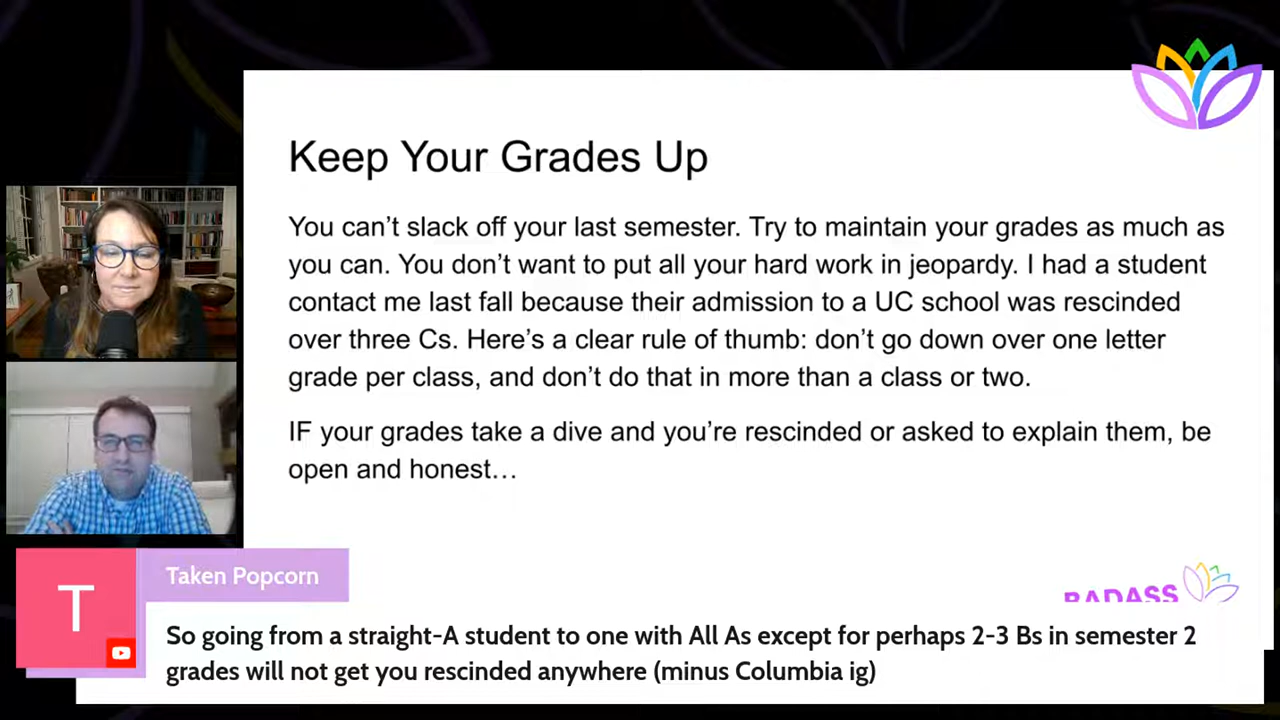 Keep Your Grades Up
You can’t slack off your last semester. Try to maintain your grades as much as
you can. You don’t want to put all your hard work in jeopardy. I had a student
contact me last fall because their admission to a UC school was rescinded
over three Cs. Here’s a clear rule of thumb: don’t go down over one letter
grade per class, and don’t do that in more than a class or two.
IF your grades take a dive and you’re rescinded or asked to explain them, be
open and honest…
BADASS
T
Taken Popcorn
So going from a straight-A student to one with All As except for perhaps 2-3 Bs in semester 2
grades will not get you rescinded anywhere (minus Columbia ig)